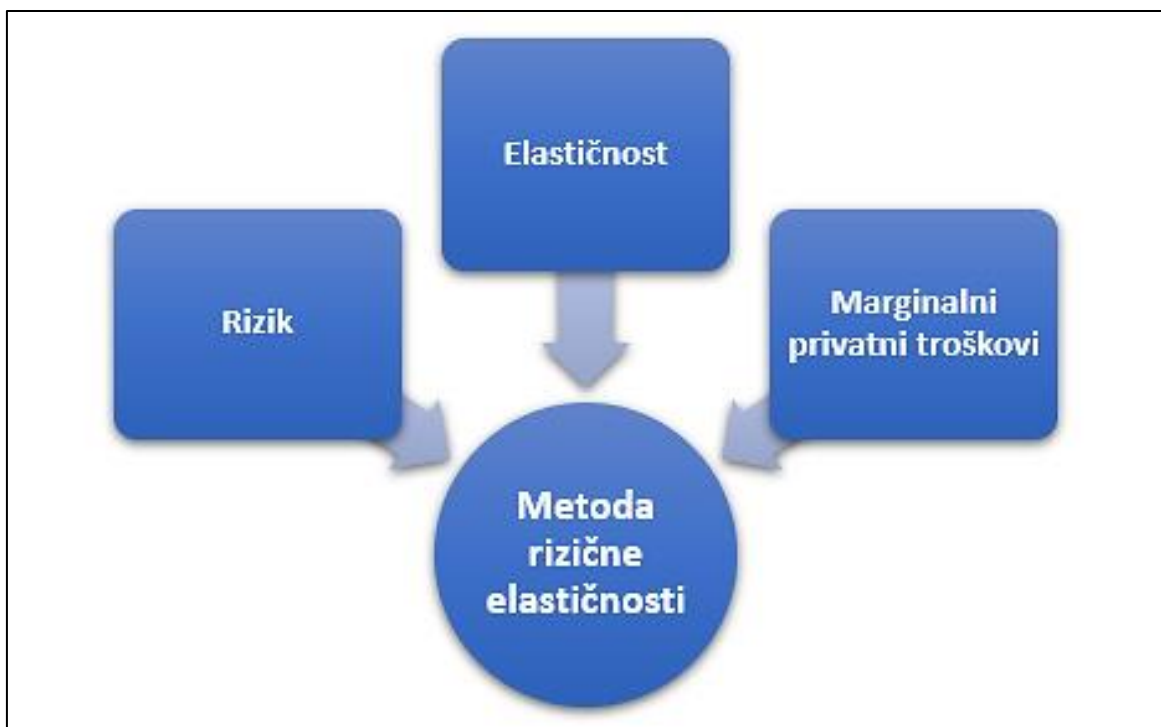 Elastičnost
Rizik
Marginalni
privatni troškovi
Metoda
rizične
elastičnosti